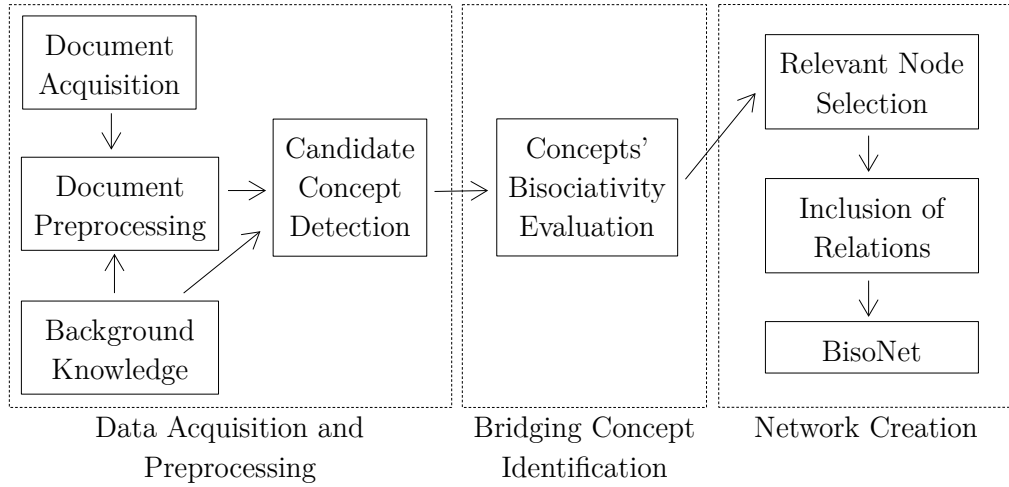 Document
Acquisition
Document
Preprocessing
Background
Knowledge
Candidate
Concept
Detection
Data Acquisition and
Preprocessing
Concepts'
Bisociativity
Evaluation
Bridging Concept
Identification
Relevant Node
Selection
Inclusion of
Relations
BisoNet
Network Creation